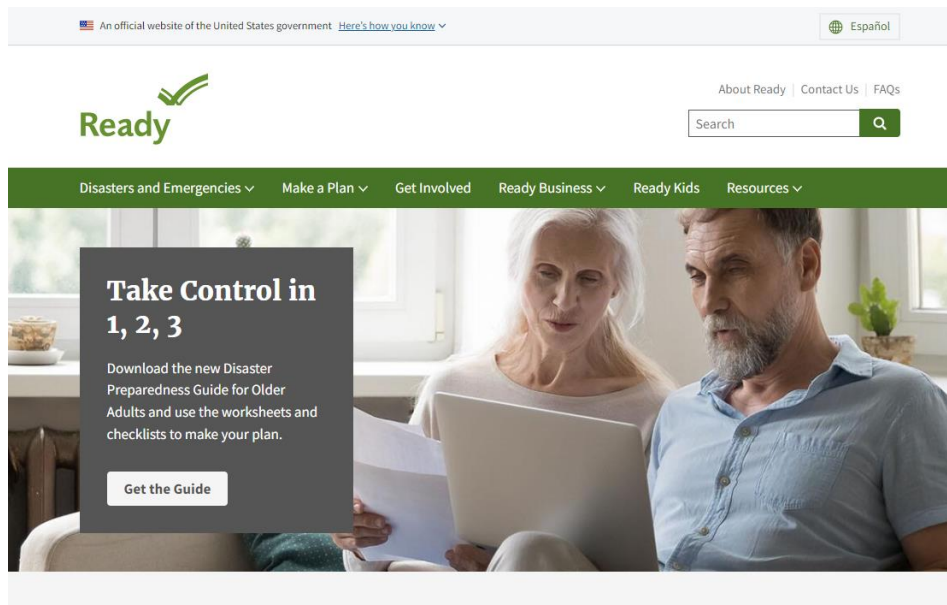 An official website of the United States government Here's how you know
Español
Ready
About Ready | Contact Us | FAQs
Search
Disasters and Emergencies Make a Plan Get Involved Ready Business Ready Kids Resources
Take Control in
1, 2, 3
Download the new Disaster
Preparedness Guide for Older
Adults and use the worksheets and
checklists to make your plan.
Get the Guide